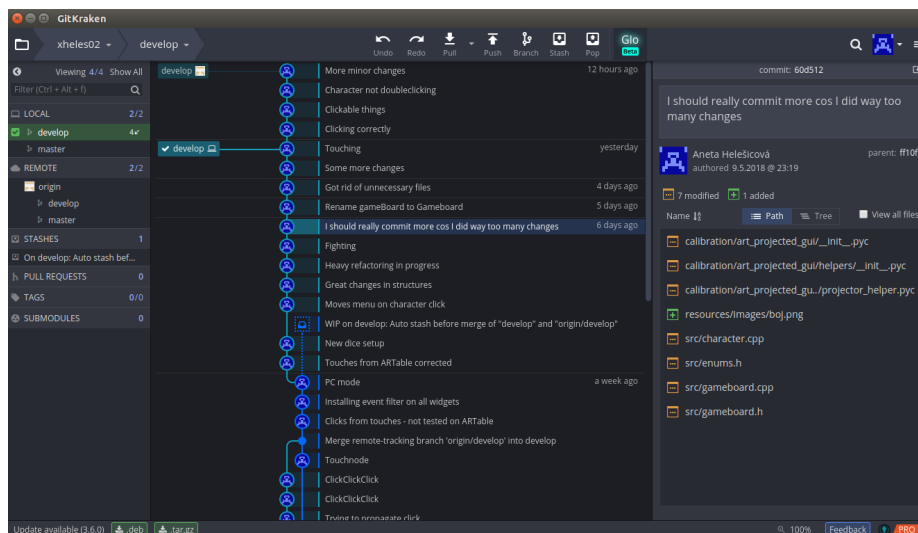 GitKraken
xheles02
develop
Undo
Redo
Pull
Push
Branch
Stash
Pop
Glo
Beta
Viewing 4/4 Show All
Filter (Ctrl + Alt + f)
LOCAL 2/2
develop 4
master
REMOTE 2/2
origin
develop
master
STASHES 1
On develop: Auto stash bef...
PULL REQUESTS 0
TAGS 0/0
SUBMODULES 0
develop
More minor changes 12 hours ago
Character not doubleclicking
Clickable things
Clicking correctly
develop
Touching yesterday
Some more changes
Got rid of unnecessary files 4 days ago
Rename gameBoard to Gameboard 5 days ago
I should really commit more cos I did way too many changes 6 days ago
Fighting
Heavy refactoring in progress
Great changes in structures
Moves menu on character click
WIP on develop: Auto stash before merge of "develop" and "origin/develop"
New dice setup
Touches from ARTable corrected
PC mode a week ago
Installing event filter on all widgets
Clicks from touches - not tested on ARTable
Merge remote-tracking branch 'origin/develop' into develop
Touchnode
ClickClickClick
ClickClickClick
Trying to propagate click
commit: 60d512
I should really commit more cos I did way too
many changes
Aneta Helešicová
authored 9.5.2018 @ 23:19
parent: ff10f
7 modified 1 added
Name Path Tree View all files
calibration/art_projected_gui/__init__.pyc
calibration/art_projected_gui/helpers/__init__.pyc
calibration/art_projected_gu../projector_helper.pyc
resources/images/boj.png
src/character.cpp
src/enums.h
src/gameboard.cpp
src/gameboard.h
Update available (3.6.0) .deb .tar.gz
100% Feedback PRO